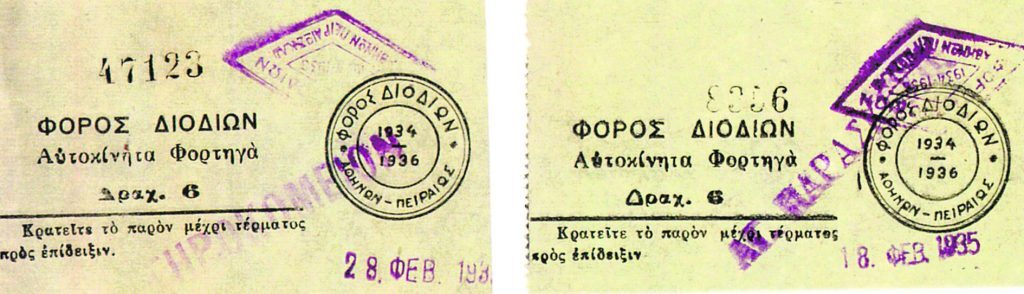 47123
ΦΟΡΟΣ ΔΙΟΔΙΩΝ
Αὐτοκίνητα Φορτηγὰ
Δραχ. 6
Κρατεῖτε τὸ παρὸν μέχρι τέρματος
πρὸς ἐπίδειξιν.
ΦΟΡΟΣ ΔΙΟΔΙΩΝ
1934
1936
ΑΘΗΝΩΝ - ΠΕΙΡΑΙΩΣ
28. ΦΕΒ. 193
6
ΦΟΡΟΣ ΔΙΟΔΙΩΝ
Αὐτοκίνητα Φορτηγὰ
Δραχ. 6
Κρατεῖτε τὸ παρὸν μέχρι τέρματος
πρὸς ἐπίδειξιν
ΦΟΡΟΣ ΔΙΟΔΙΩΝ
1934
-
1936
ΑΘΗΝΩΝ - ΠΕΙΡΑΙΩΣ
18. ΦΕΒ. 1935